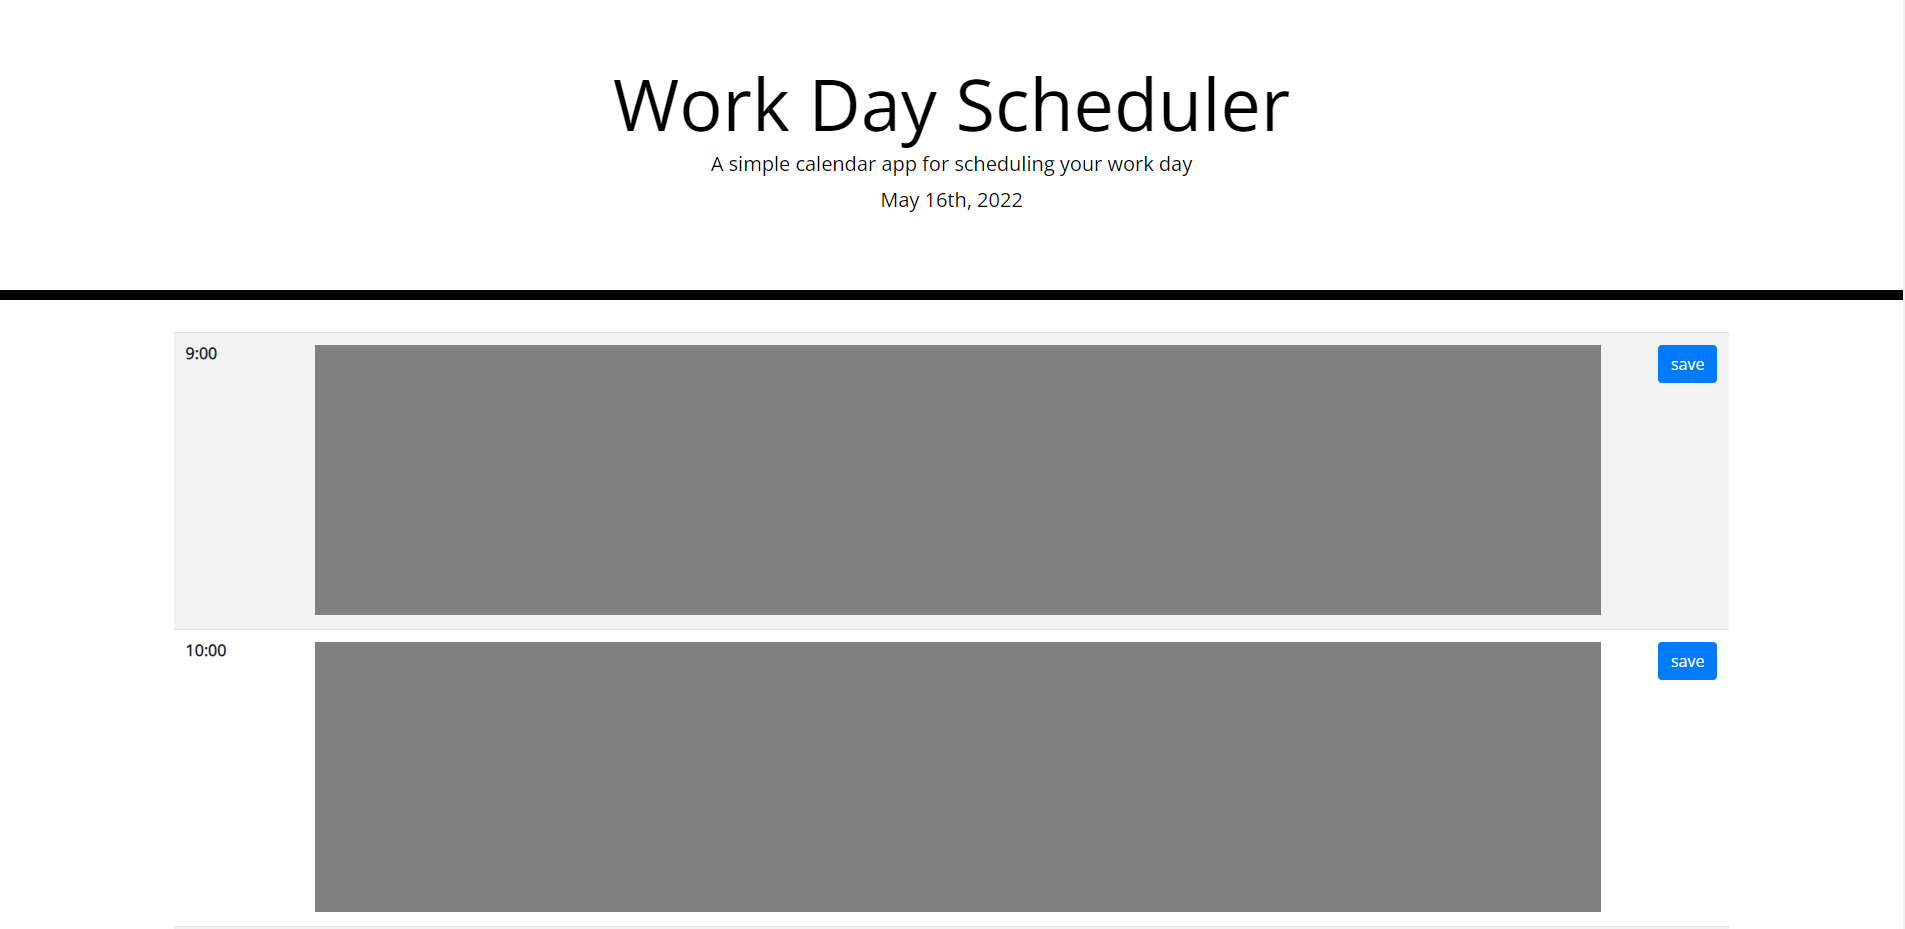 Work Day Scheduler
A simple calendar app for scheduling your work day
May 16th, 2022
9:00
save
10:00
save